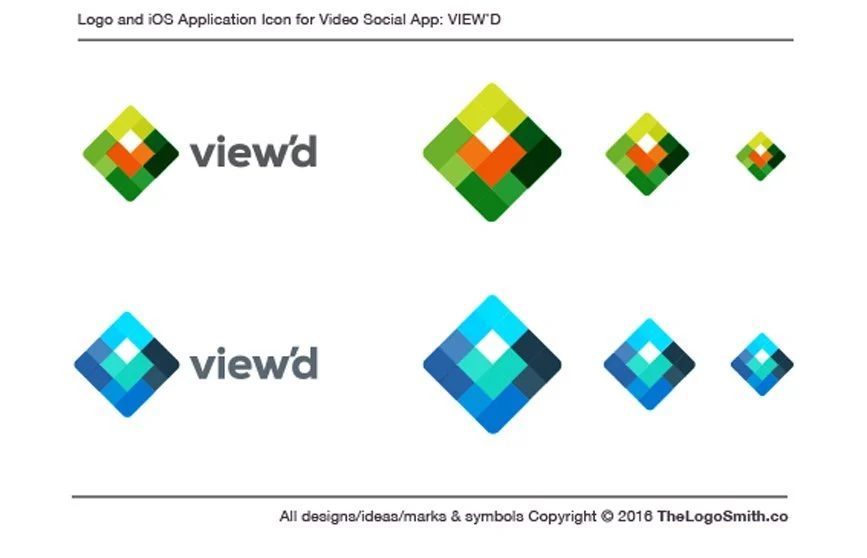 Logo and iOS Application Icon for Video Social App: VIEW'D
view'd
view'd
All designs/ideas/marks & symbols Copyright © 2016 TheLogoSmith.co